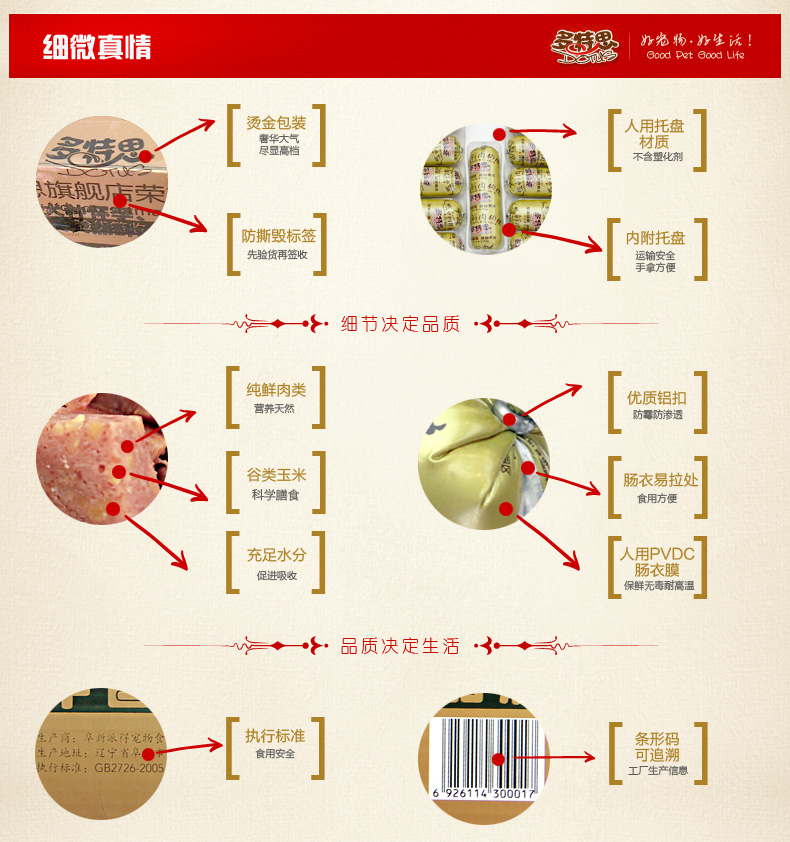 细微真情
多特思
Dottes
好宠物·好生活！
Good Pet Good Life
烫金包装
奢华大气
尽显高档
防撕毁标签
先验货再签收
多特思
旗舰店荣
人用托盘
材质
不含塑化剂
内附托盘
运输安全
手拿方便
细节决定品质
纯鲜肉类
营养天然
谷类玉米
科学膳食
充足水分
促进吸收
优质铝扣
防霉防渗透
肠衣易拉处
食用方便
人用PVDC
肠衣膜
保鲜无毒耐高温
品质决定生活
生产商：阜新派得宠物食
生产地址：辽宁省阜
执行标准：GB2726-2005
执行标准
食用安全
6 926114 300017
条形码
可追溯
工厂生产信息